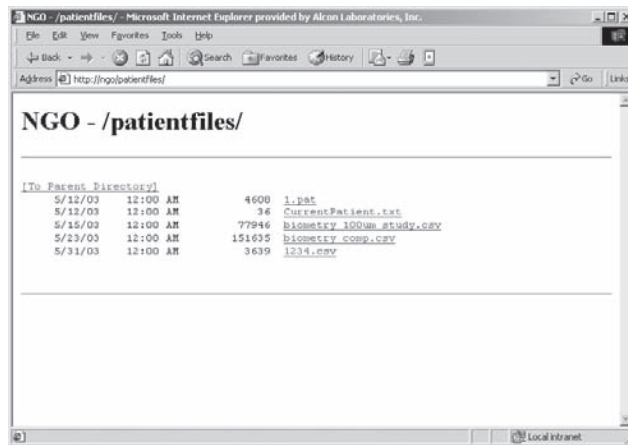 NGO - /patientfiles/ - Microsoft Internet Explorer provided by Alcon Laboratories, Inc.
File Edit View Favorites Tools Help
Back Search Favorites History
Address http://ngo/patientfiles/ Go Links
NGO - /patientfiles/
[To Parent Directory]
5/12/03 12:00 AM 4608 1.pat
5/12/03 12:00 AM 36 CurrentPatient.txt
5/15/03 12:00 AM 77946 biometry 100um study.csv
5/23/03 12:00 AM 151635 biometry comp.csv
5/31/03 12:00 AM 3639 1234.csv
Local intranet